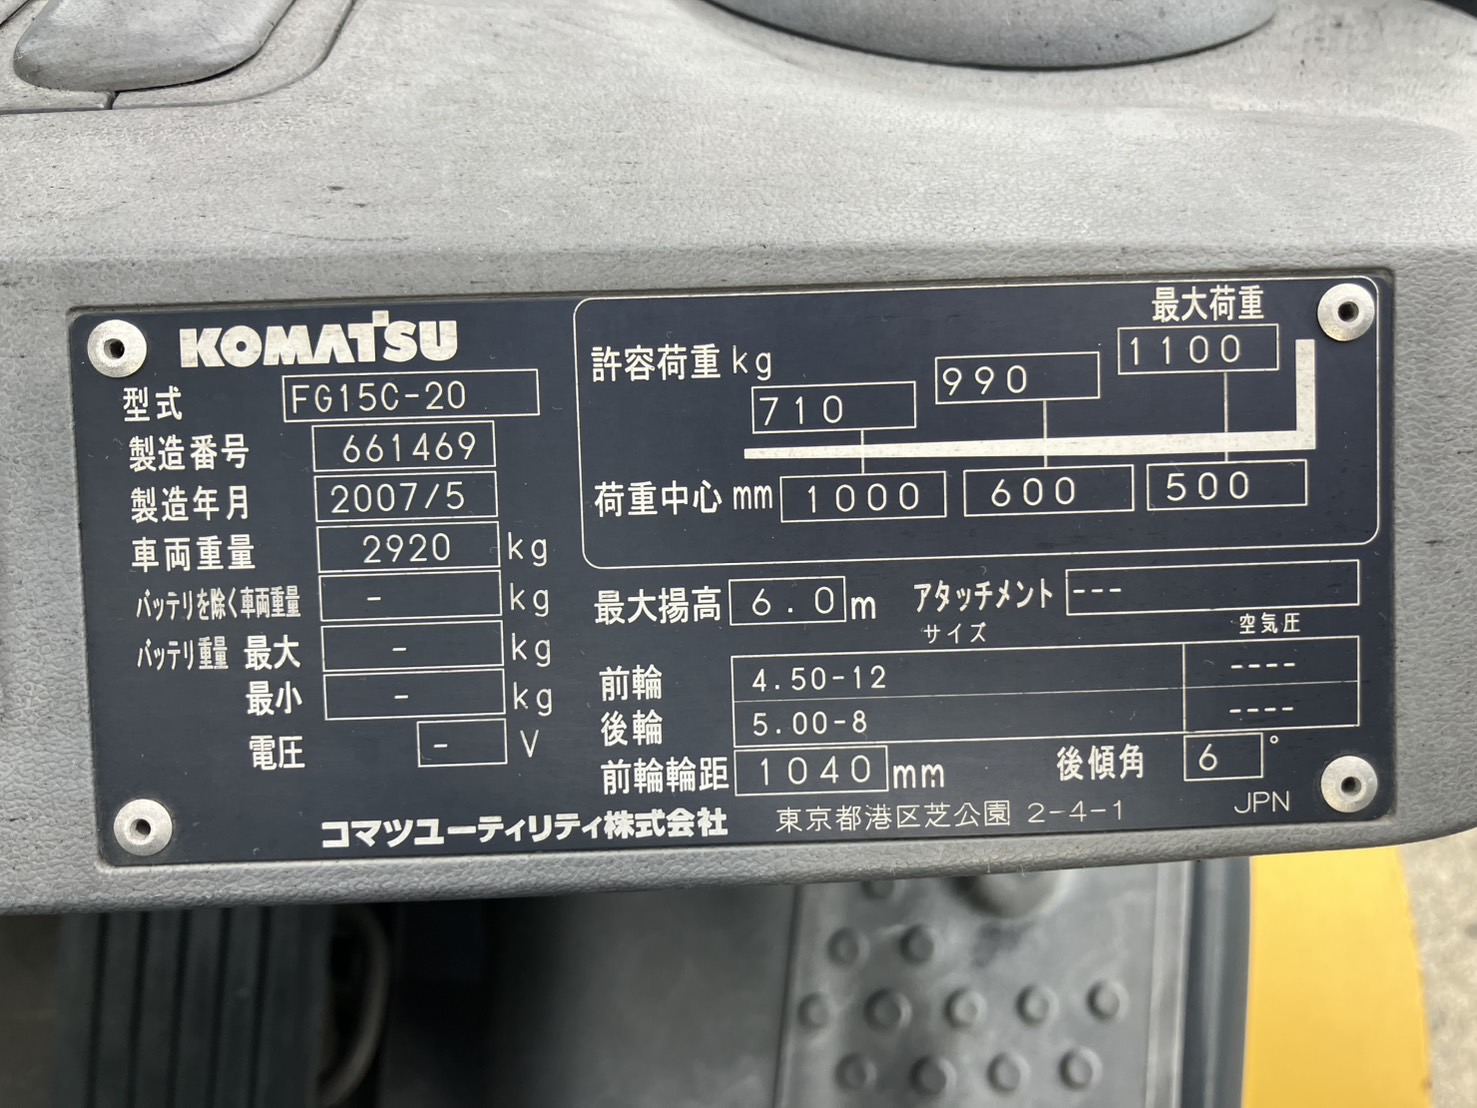 KOMATSU
型式 FG15C-20
製造番号 661469
製造年月 2007/5
車両重量 2920 kg
バッテリを除く車両重量 - kg
バッテリ重量 最大 - kg
最小 - kg
電圧 - V
最大荷重
許容荷重 kg 710 990 1100
荷重中心 mm 1000 600 500
最大揚高 6.0 m アタッチメント ---
サイズ 空気圧
前輪 4.50-12 ----
後輪 5.00-8 ----
前輪輪距 1040 mm 後傾角 6°
コマツユーティリティ株式会社 東京都港区芝公園 2-4-1 JPN